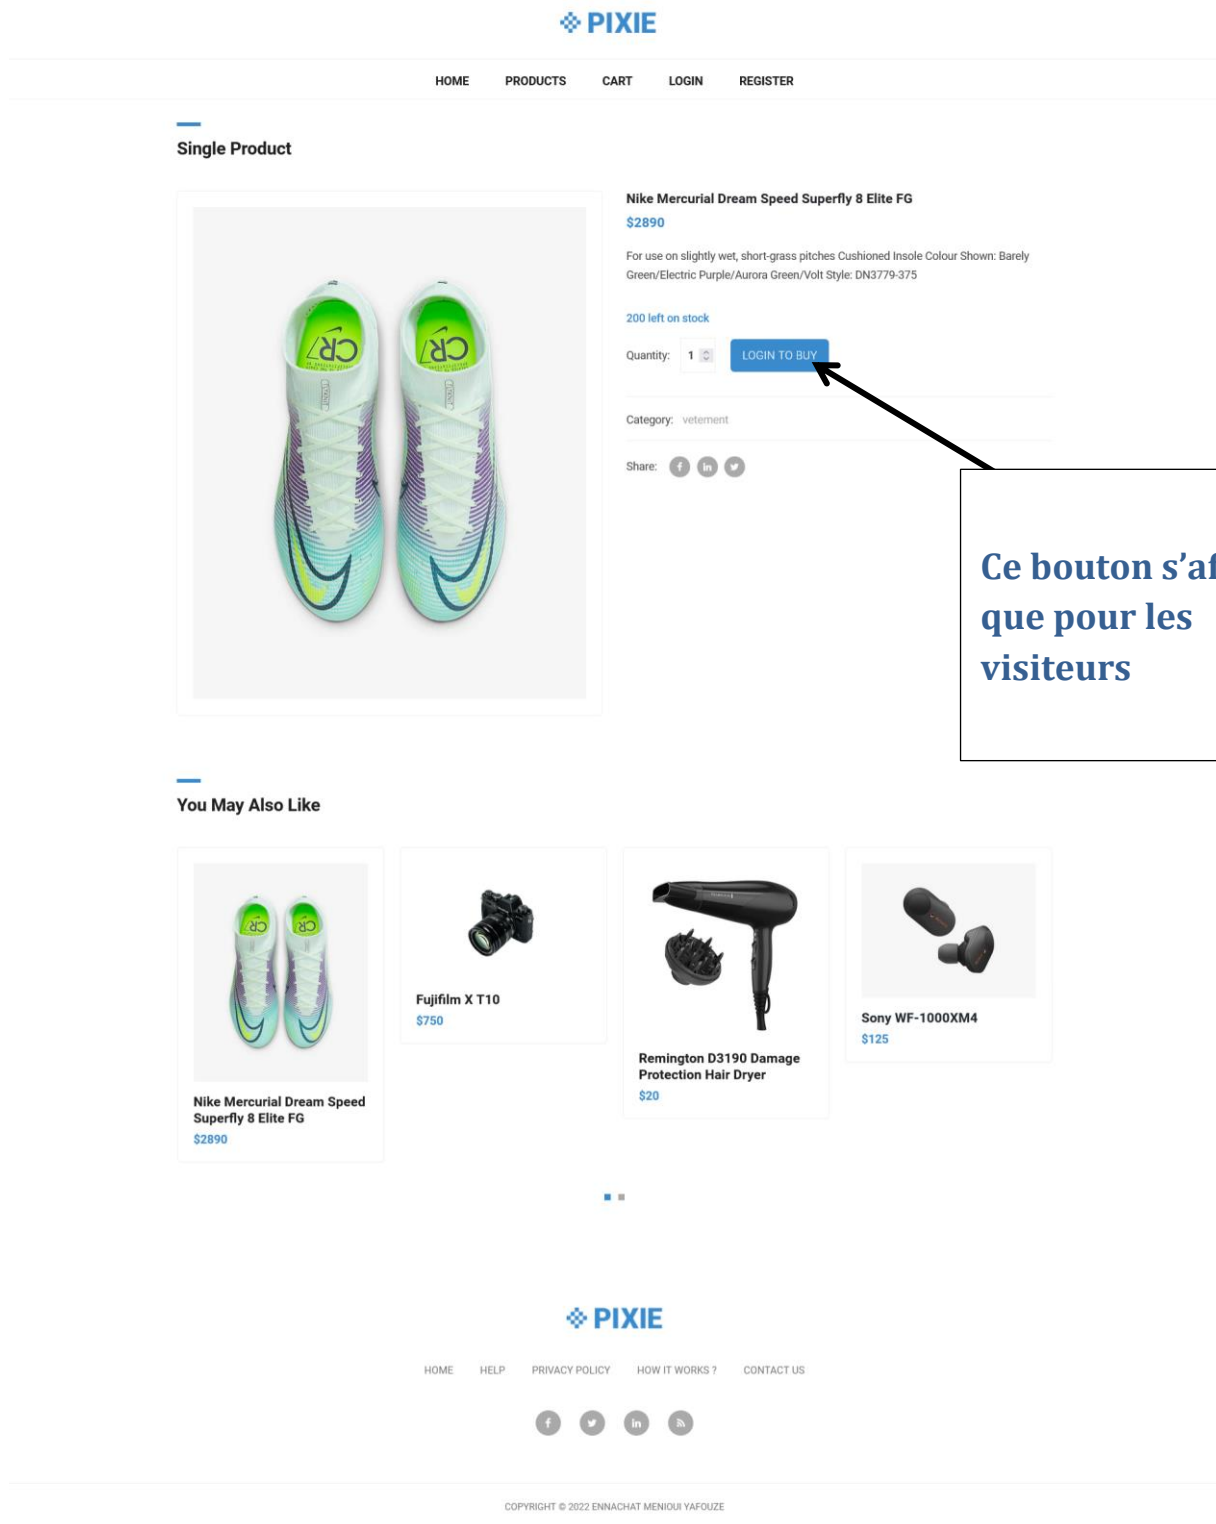 PIXIE
HOME PRODUCTS CART LOGIN REGISTER
Single Product
Nike Mercurial Dream Speed Superfly 8 Elite FG
$2890
For use on slightly wet, short-grass pitches Cushioned Insole Colour Shown: Barely
Green/Electric Purple/Aurora Green/Volt Style: DN3779-375
200 left on stock
Quantity: 1 LOGIN TO BUY
Category: vetement
Share:
CR7 CR7
Ce bouton s’af
que pour les
visiteurs
You May Also Like
Nike Mercurial Dream Speed
Superfly 8 Elite FG
$2890
Fujifilm X T10
$750
Remington D3190 Damage
Protection Hair Dryer
$20
Sony WF-1000XM4
$125
PIXIE
HOME HELP PRIVACY POLICY HOW IT WORKS ? CONTACT US
COPYRIGHT © 2022 ENNACHAT MENIOUI YAFOUZE